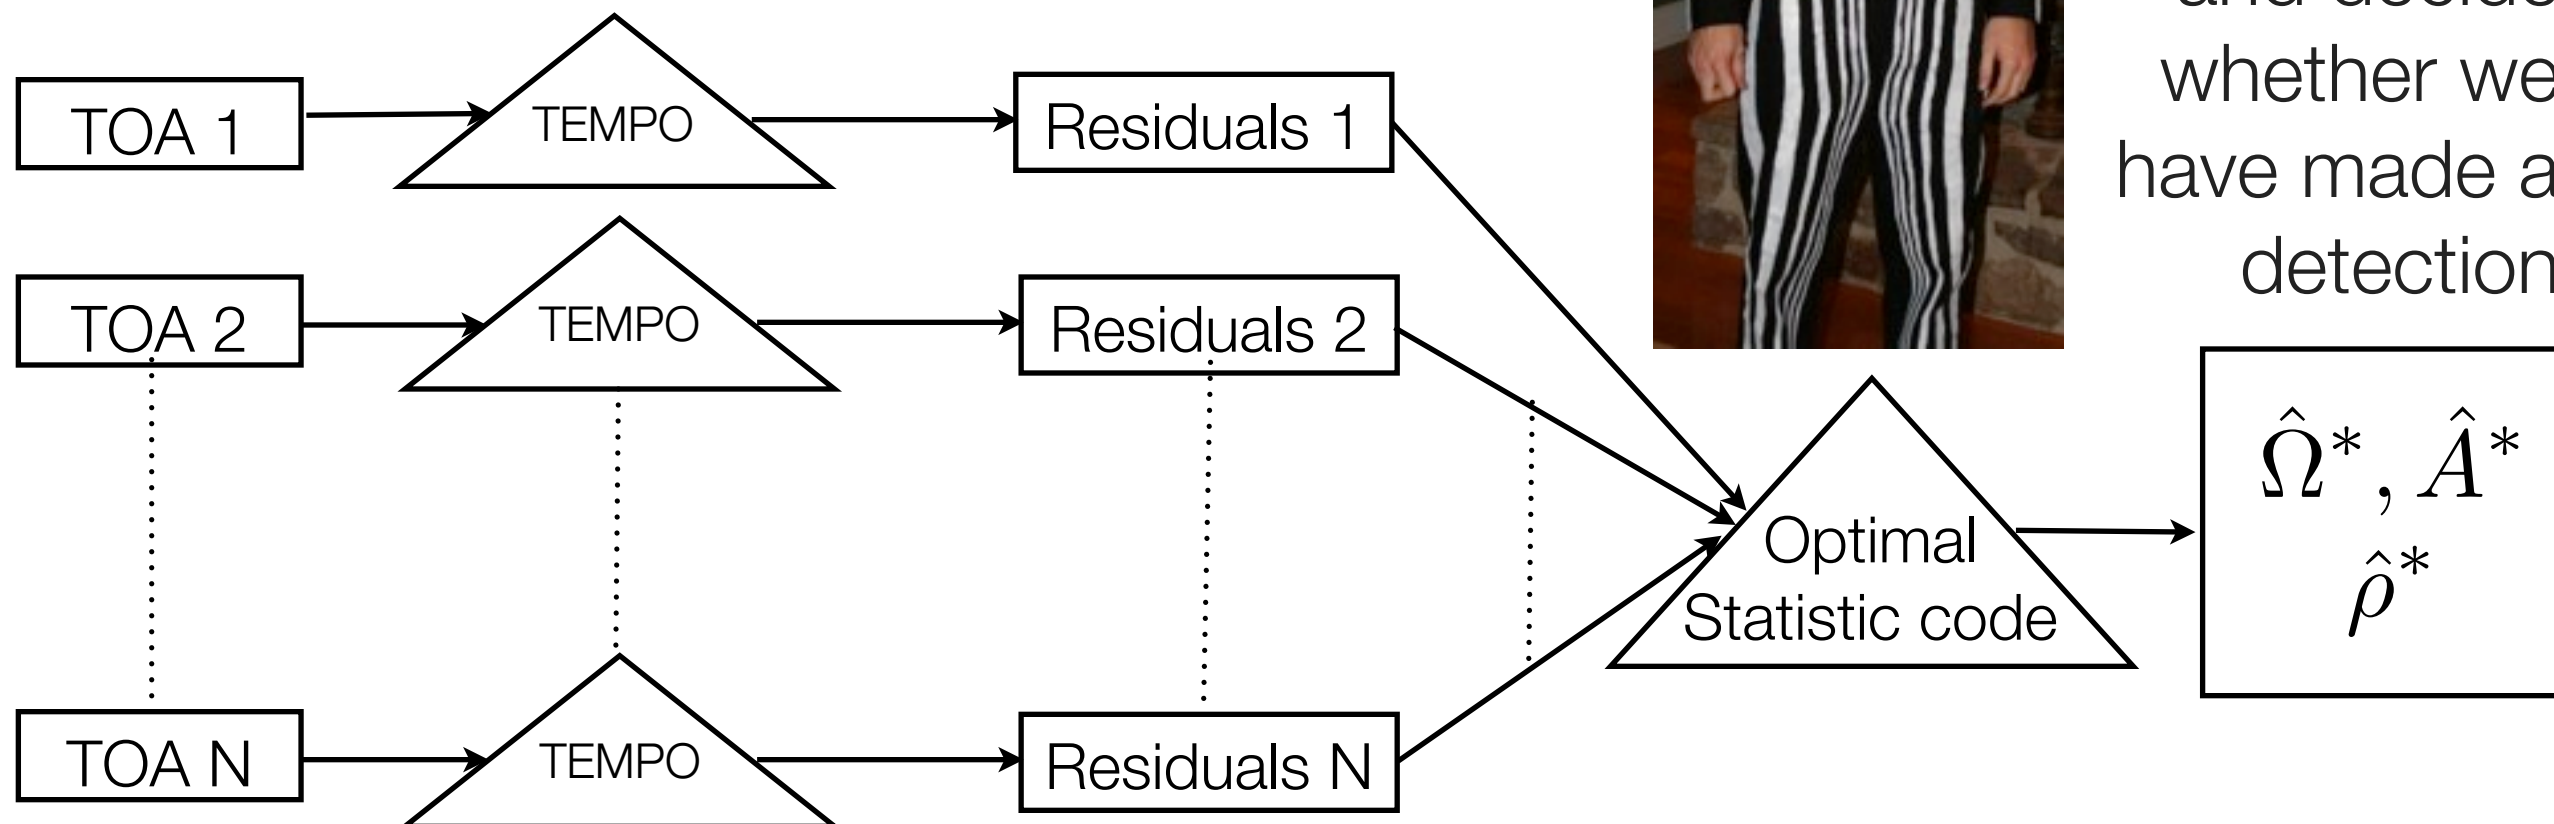 TOA 1
TEMPO
Residuals 1
TOA 2
TEMPO
Residuals 2
TOA N
TEMPO
Residuals N
whether we
have made a
detection
Optimal
Statistic code
Ω̂*, Â*
ρ̂*